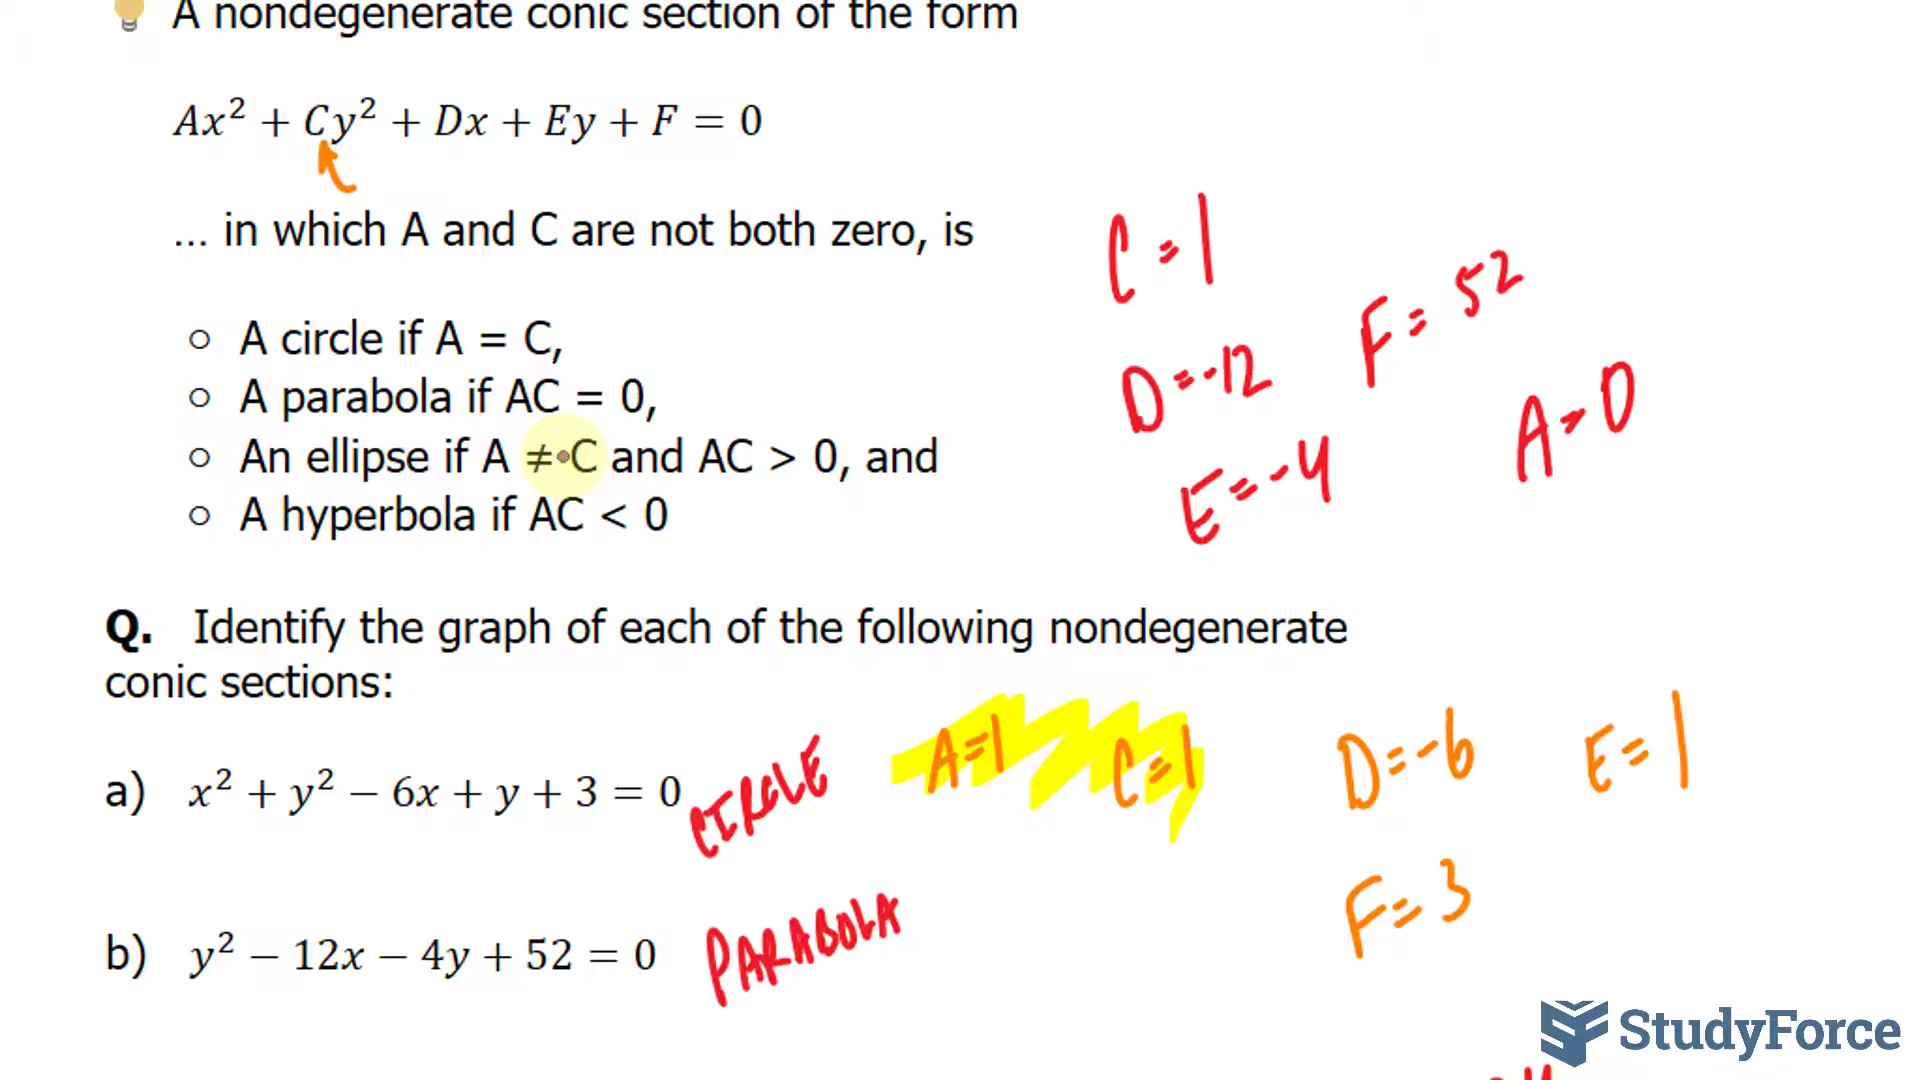 A nondegenerate conic section of the form
Ax² + Cy² + Dx + Ey + F = 0
... in which A and C are not both zero, is
○ A circle if A = C,
○ A parabola if AC = 0,
○ An ellipse if A ≠ C and AC > 0, and
○ A hyperbola if AC < 0
C = 1
F = 52
D = -12
A = 0
E = -4
Q. Identify the graph of each of the following nondegenerate
conic sections:
a) x² + y² − 6x + y + 3 = 0 CIRCLE A=1 C=1 D=-6 E=1
F=3
b) y² − 12x − 4y + 52 = 0 PARABOLA
StudyForce